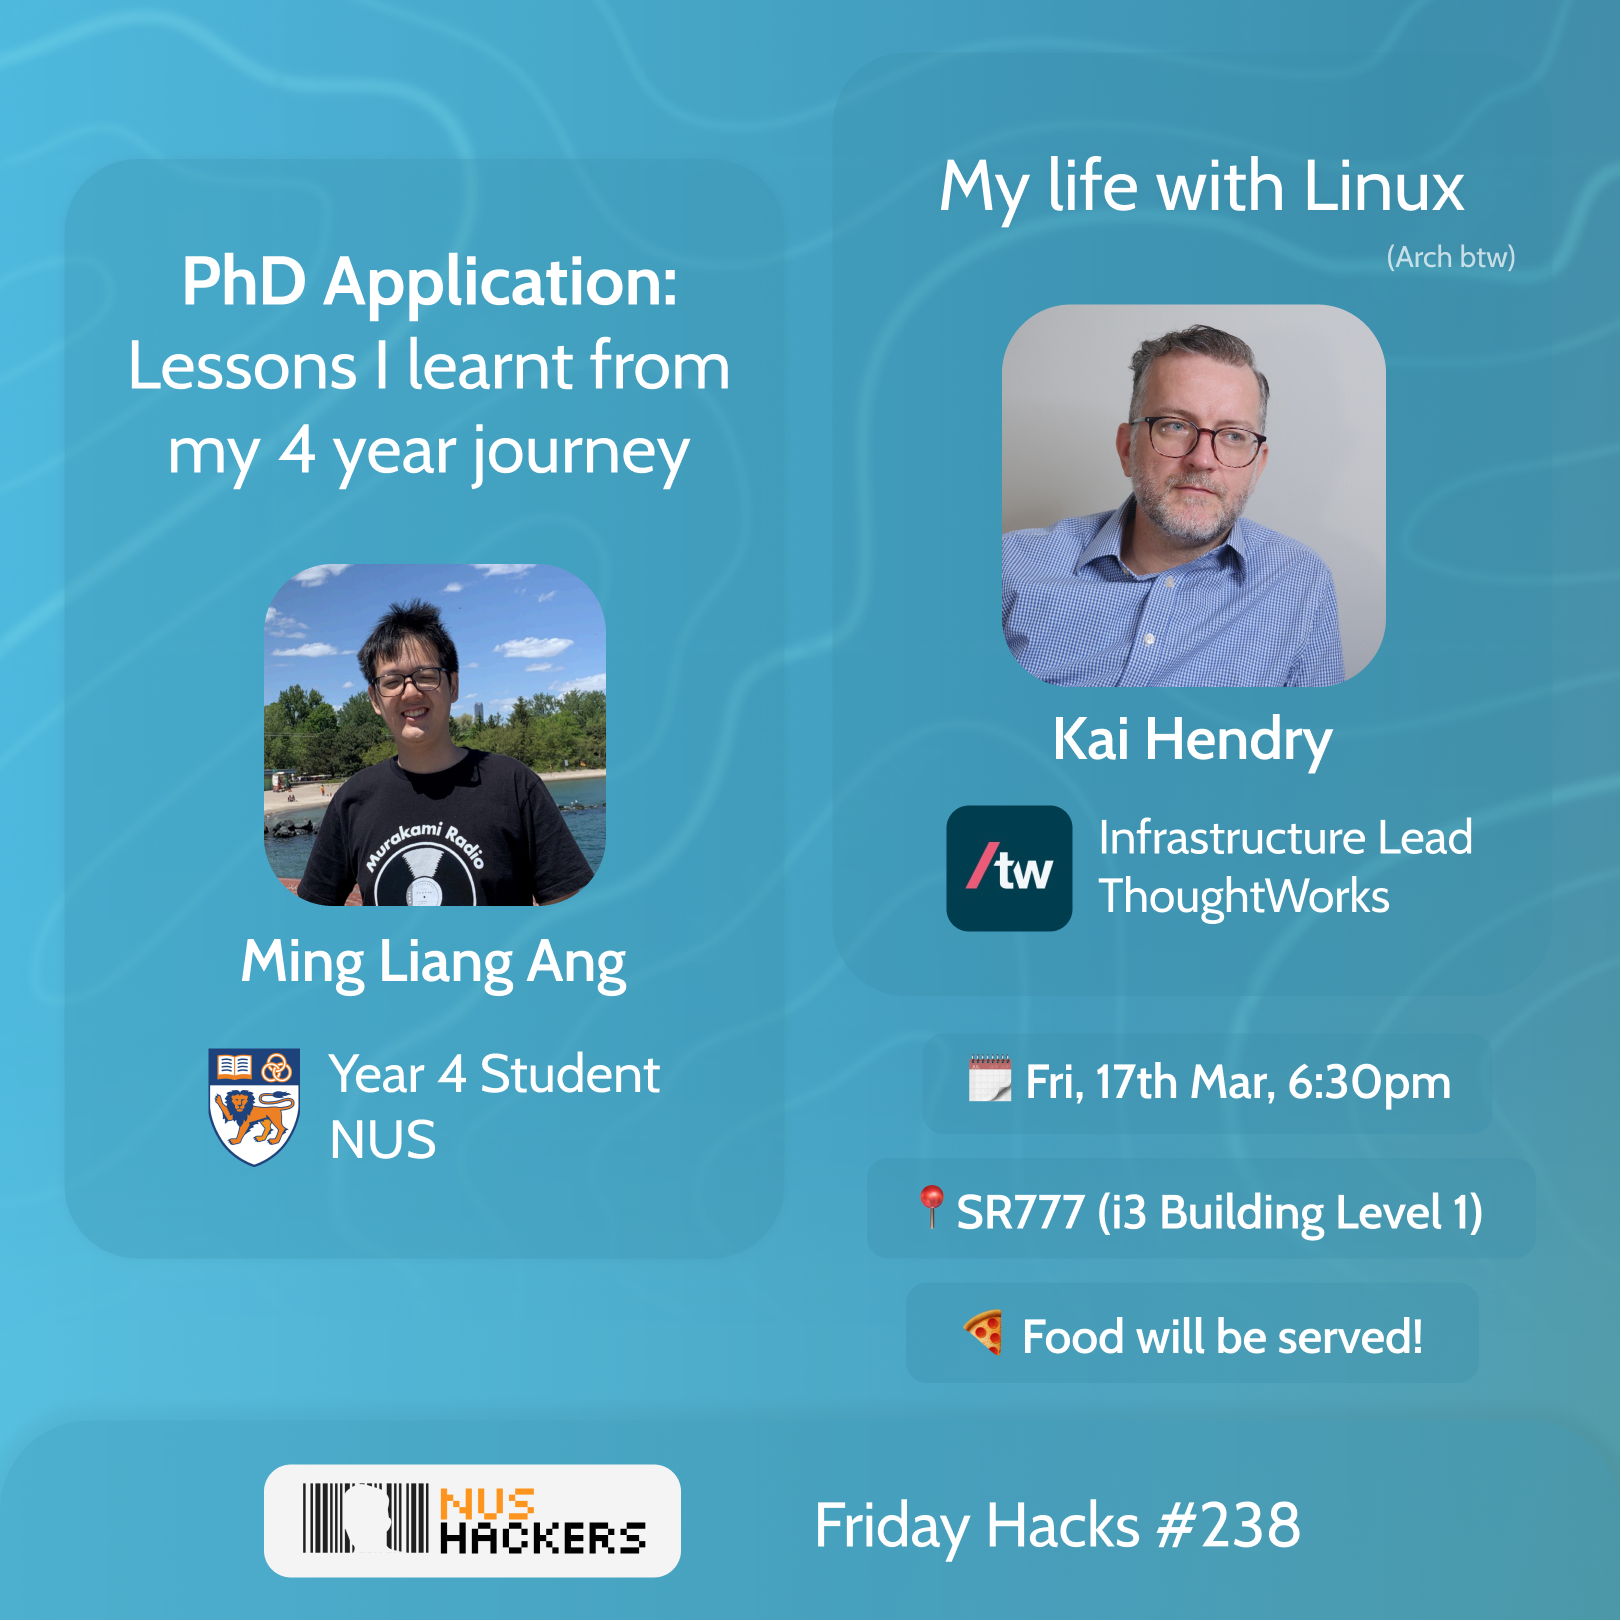 PhD Application:
Lessons I learnt from
my 4 year journey
Murakami Radio
Ming Liang Ang
Year 4 Student
NUS
My life with Linux
(Arch btw)
Kai Hendry
/tw
Infrastructure Lead
ThoughtWorks
Fri, 17th Mar, 6:30pm
SR777 (i3 Building Level 1)
Food will be served!
NUS
HACKERS
Friday Hacks #238